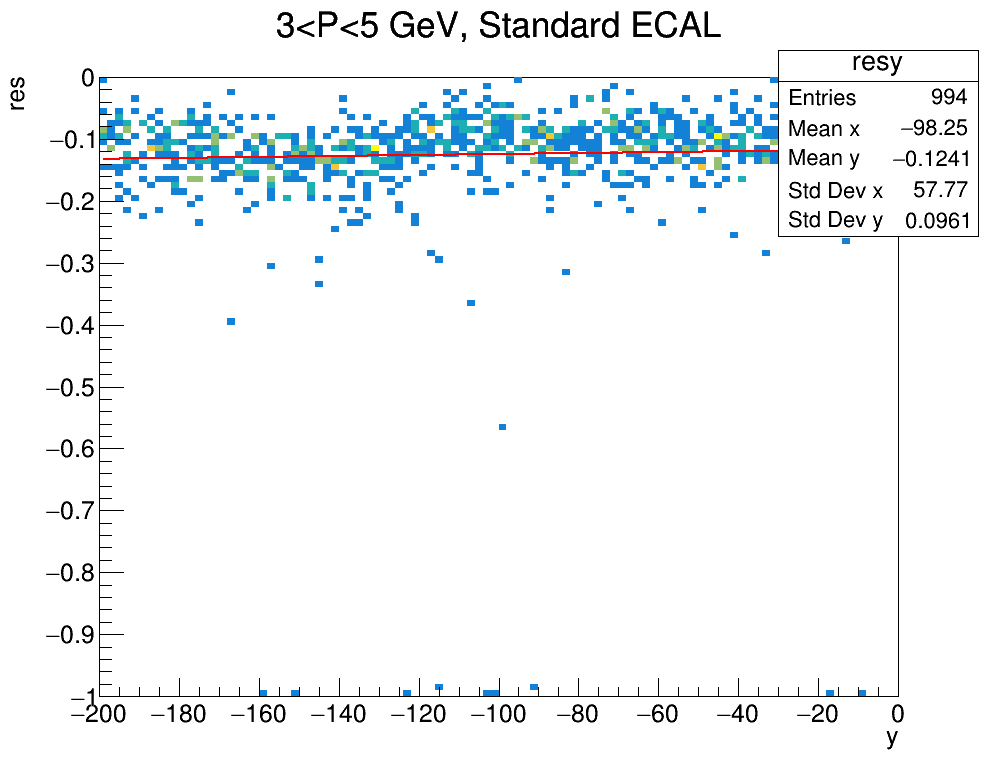 3<P<5 GeV, Standard ECAL
resy
Entries 994
Mean x −98.25
Mean y −0.1241
Std Dev x 57.77
Std Dev y 0.0961
res
0
−0.1
−0.2
−0.3
−0.4
−0.5
−0.6
−0.7
−0.8
−0.9
−1
−200 −180 −160 −140 −120 −100 −80 −60 −40 −20 0
y